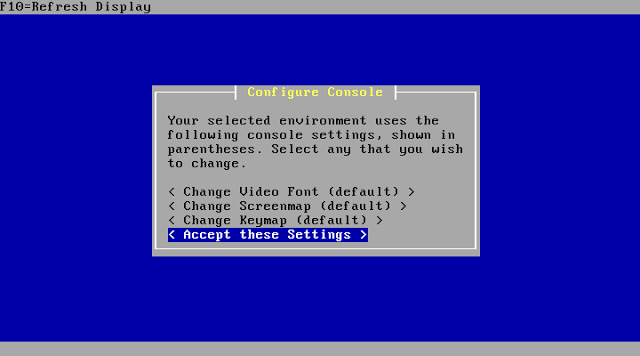 F10=Refresh Display
Configure Console
Your selected environment uses the
following console settings, shown in
parentheses. Select any that you wish
to change.
< Change Video Font (default) >
< Change Screenmap (default) >
< Change Keymap (default) >
< Accept these Settings >